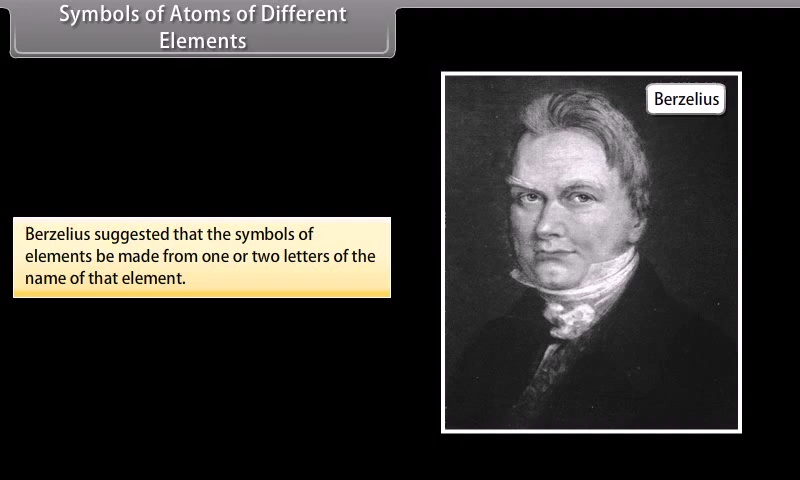 Symbols of Atoms of Different
Elements
Berzelius
Berzelius suggested that the symbols of
elements be made from one or two letters of the
name of that element.